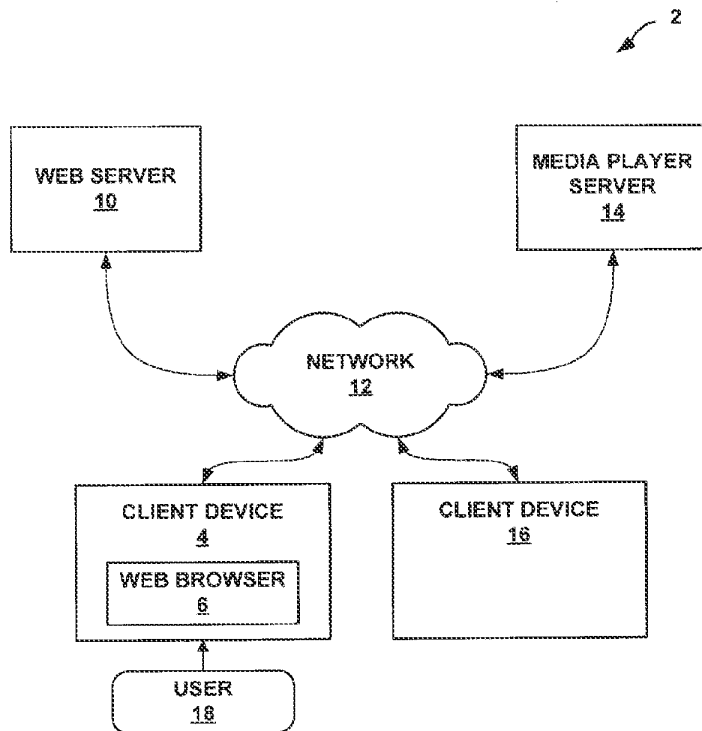 2
WEB SERVER
10
MEDIA PLAYER
SERVER
14
NETWORK
12
CLIENT DEVICE
4
WEB BROWSER
6
CLIENT DEVICE
16
USER
18